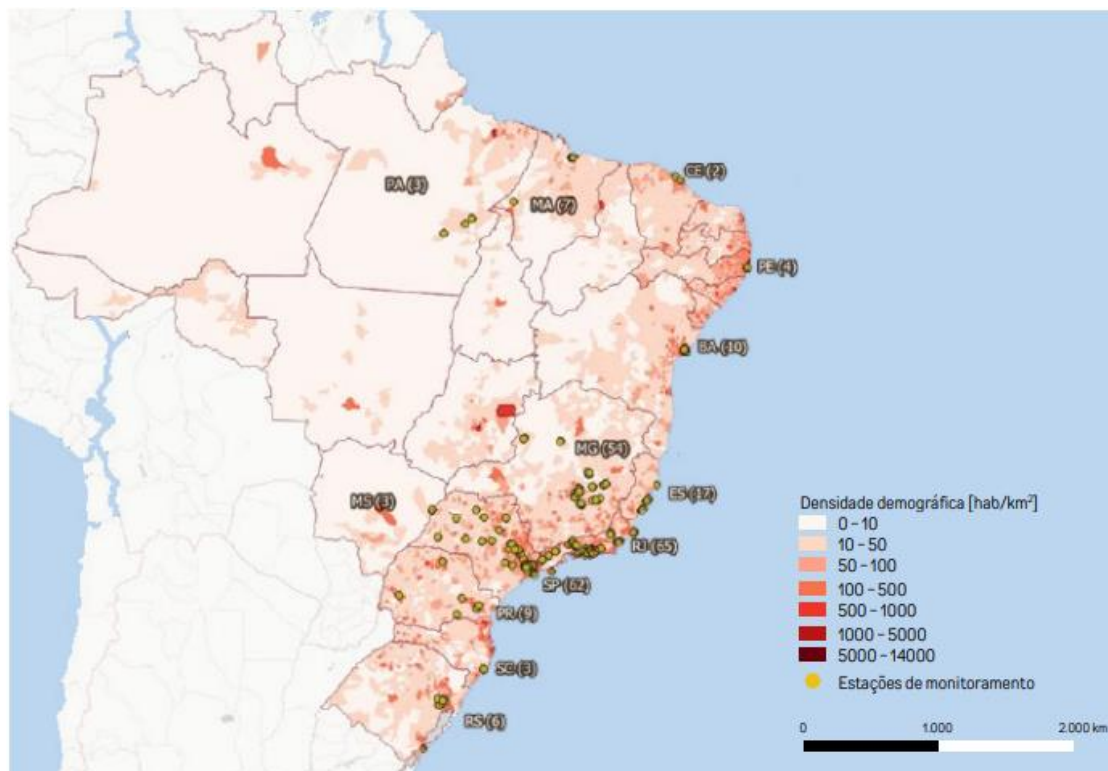 CE (2)
PA (3)
MA (7)
PE (4)
BA (10)
MG (54)
ES (17)
MS (3)
RJ (65)
SP (62)
PR (9)
SC (3)
RS (6)
Densidade demográfica [hab/km²]
0 – 10
10 – 50
50 – 100
100 – 500
500 – 1000
1000 – 5000
5000 – 14000
Estações de monitoramento
0 1.000 2.000 km